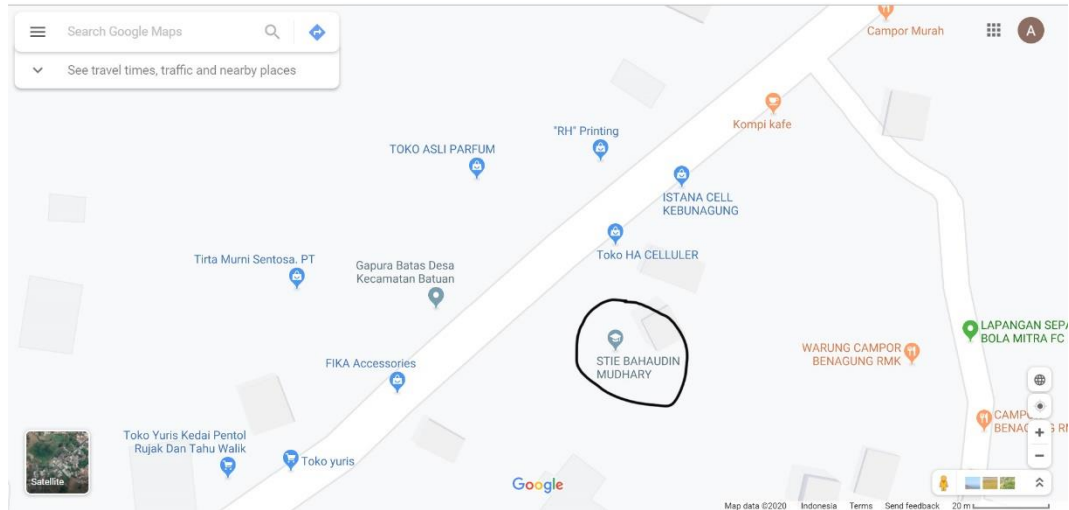 Search Google Maps
See travel times, traffic and nearby places
Campor Murah
A
Kompi kafe
"RH" Printing
TOKO ASLI PARFUM
ISTANA CELL
KEBUNAGUNG
Toko HA CELLULER
Tirta Murni Sentosa. PT
Gapura Batas Desa
Kecamatan Batuan
STIE BAHAUDIN
MUDHARY
LAPANGAN SEPA
BOLA MITRA FC
WARUNG CAMPOR
BENAGUNG RMK
FIKA Accessories
Toko Yuris Kedai Pentol
Rujak Dan Tahu Walik
Toko yuris
Satellite
Google
Map data ©2020 Indonesia Terms Send feedback 20 m